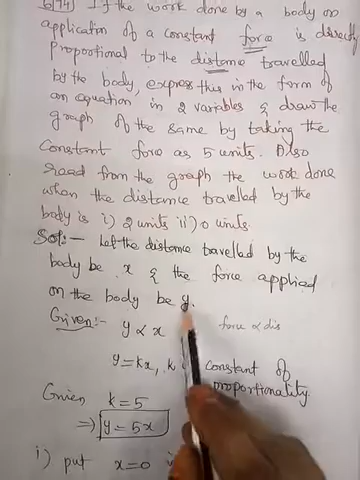 6(74) If the work done by a body on
application of a constant force is directly
proportional to the distance travelled
by the body, express this in the form of
an equation in 2 variables & draw the
graph of the same by taking the
constant force as 5 units. Also
read from the graph the work done
when the distance travelled by the
body is i) 2 units ii) 0 units.
Sol:- Let the distance travelled by the
body be x & the force applied
on the body be y.
Given:- y ∝ x force ∝ dis
y = kx, k constant of
proportionality
Given k = 5
⇒ y = 5x
i) put x = 0